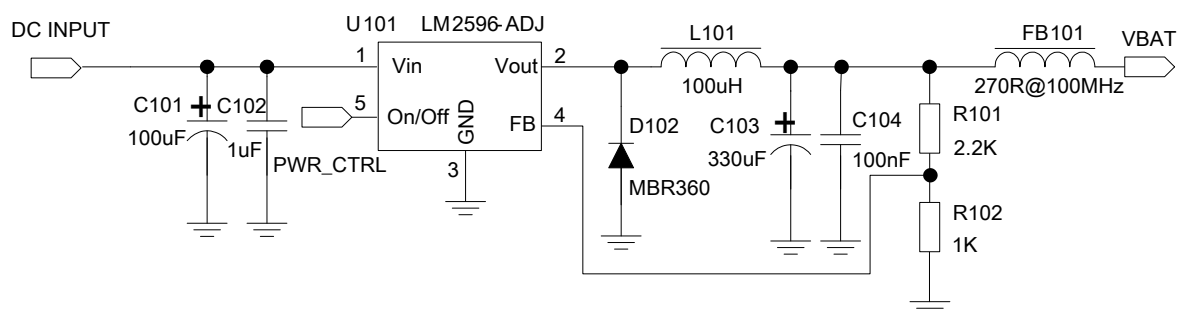 DC INPUT
U101
LM2596-ADJ
1
Vin
Vout
2
5
On/Off
GND
FB
4
3
C101
+
100uF
C102
1uF
PWR_CTRL
L101
100uH
D102
MBR360
C103
+
330uF
C104
100nF
FB101
270R@100MHz
VBAT
R101
2.2K
R102
1K